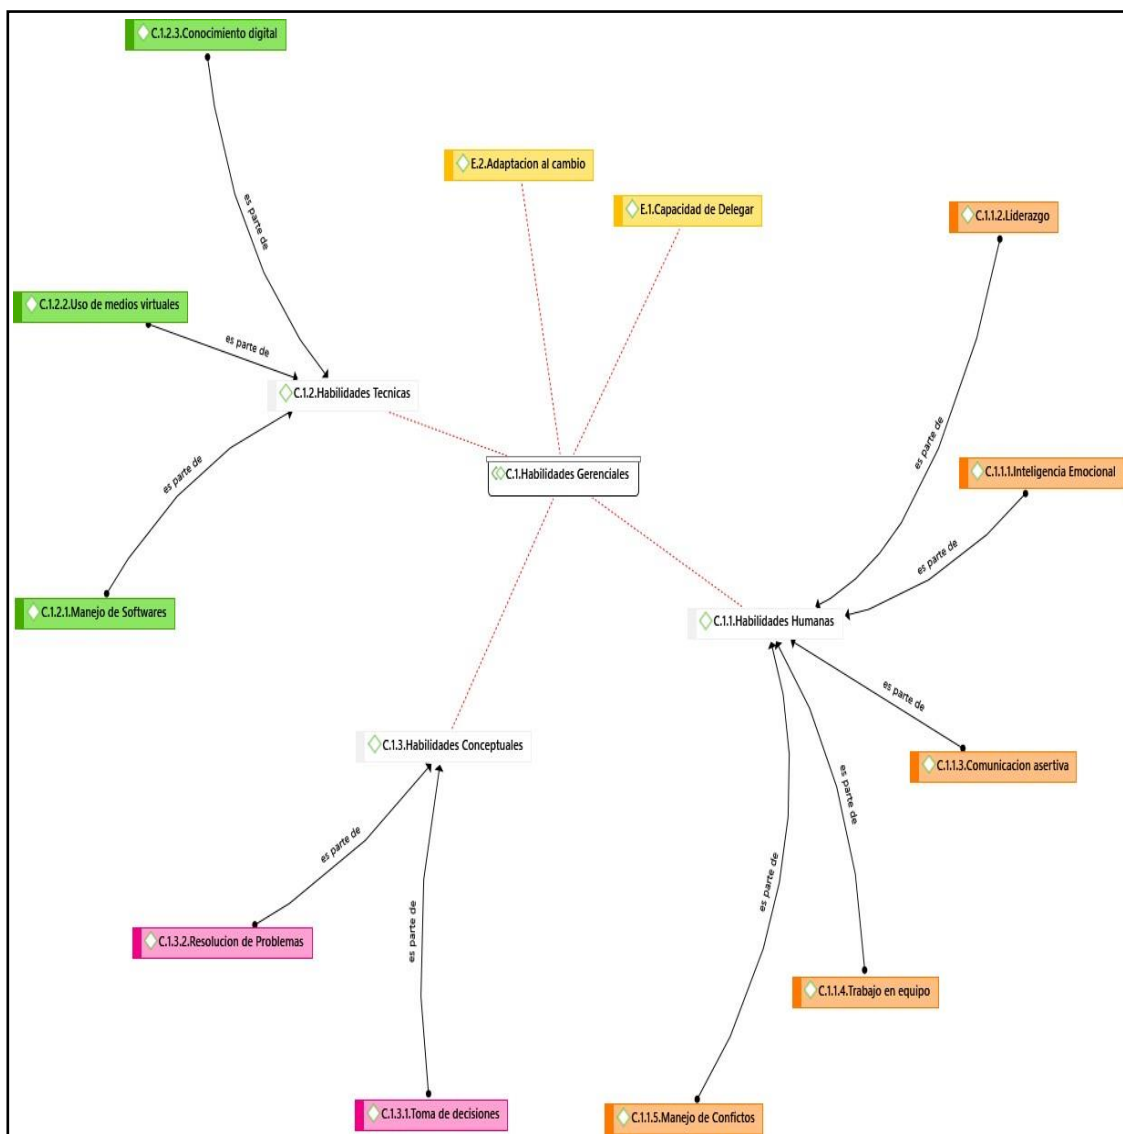 C.1.2.3.Conocimiento digital
E.2.Adaptacion al cambio
E.1.Capacidad de Delegar
C.1.1.2.Liderazgo
es parte de
C.1.2.2.Uso de medios virtuales
es parte de
C.1.2.Habilidades Tecnicas
es parte de
es parte de
C.1.Habilidades Gerenciales
C.1.1.1.Inteligencia Emocional
es parte de
C.1.2.1.Manejo de Softwares
C.1.1.Habilidades Humanas
es parte de
C.1.3.Habilidades Conceptuales
C.1.1.3.Comunicacion asertiva
es parte de
es parte de
es parte de
es parte de
C.1.3.2.Resolucion de Problemas
C.1.1.4.Trabajo en equipo
C.1.3.1.Toma de decisiones
C.1.1.5.Manejo de Confictos